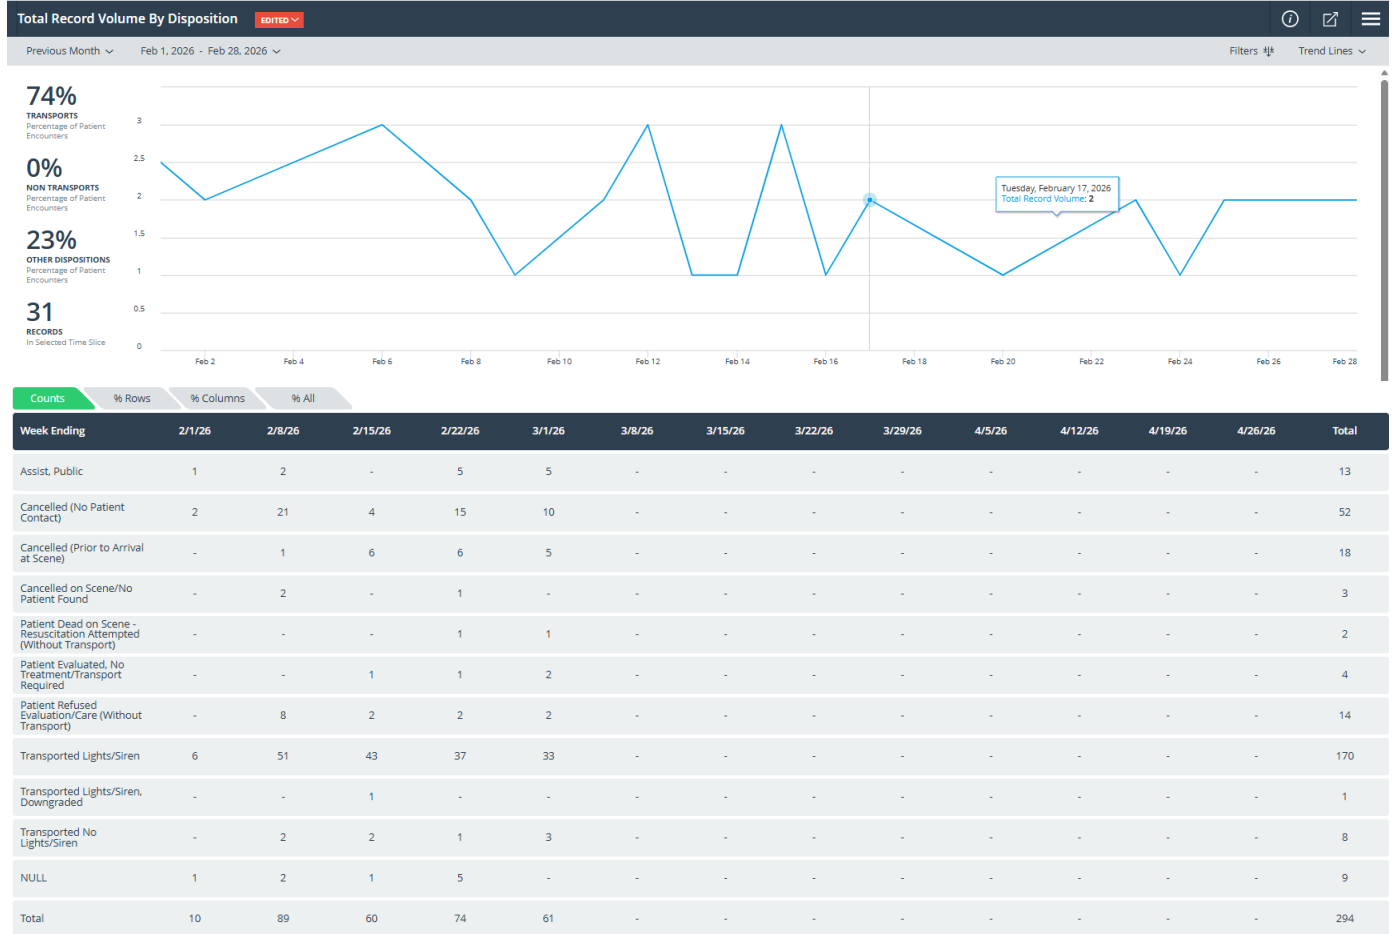 Total Record Volume By Disposition EDITED
Previous Month Feb 1, 2026 - Feb 28, 2026 Filters Trend Lines
74%
TRANSPORTS
Percentage of Patient
Encounters
0%
NON TRANSPORTS
Percentage of Patient
Encounters
23%
OTHER DISPOSITIONS
Percentage of Patient
Encounters
31
RECORDS
In Selected Time Slice
3
2.5
2
1.5
1
0.5
0
Tuesday, February 17, 2026
Total Record Volume: 2
Feb 2 Feb 4 Feb 6 Feb 8 Feb 10 Feb 12 Feb 14 Feb 16 Feb 18 Feb 20 Feb 22 Feb 24 Feb 26 Feb 28
Counts % Rows % Columns % All
Week Ending 2/1/26 2/8/26 2/15/26 2/22/26 3/1/26 3/8/26 3/15/26 3/22/26 3/29/26 4/5/26 4/12/26 4/19/26 4/26/26 Total
Assist, Public 1 2 - 5 5 - - - - - - - - 13
Cancelled (No Patient
Contact) 2 21 4 15 10 - - - - - - - - 52
Cancelled (Prior to Arrival
at Scene) - 1 6 6 5 - - - - - - - - 18
Cancelled on Scene/No
Patient Found - 2 - 1 - - - - - - - - - 3
Patient Dead on Scene -
Resuscitation Attempted
(Without Transport) - - - 1 1 - - - - - - - - 2
Patient Evaluated, No
Treatment/Transport
Required - - 1 1 2 - - - - - - - - 4
Patient Refused
Evaluation/Care (Without
Transport) - 8 2 2 2 - - - - - - - - 14
Transported Lights/Siren 6 51 43 37 33 - - - - - - - - 170
Transported Lights/Siren,
Downgraded - - 1 - - - - - - - - - - 1
Transported No
Lights/Siren - 2 2 1 3 - - - - - - - - 8
NULL 1 2 1 5 - - - - - - - - - 9
Total 10 89 60 74 61 - - - - - - - - 294